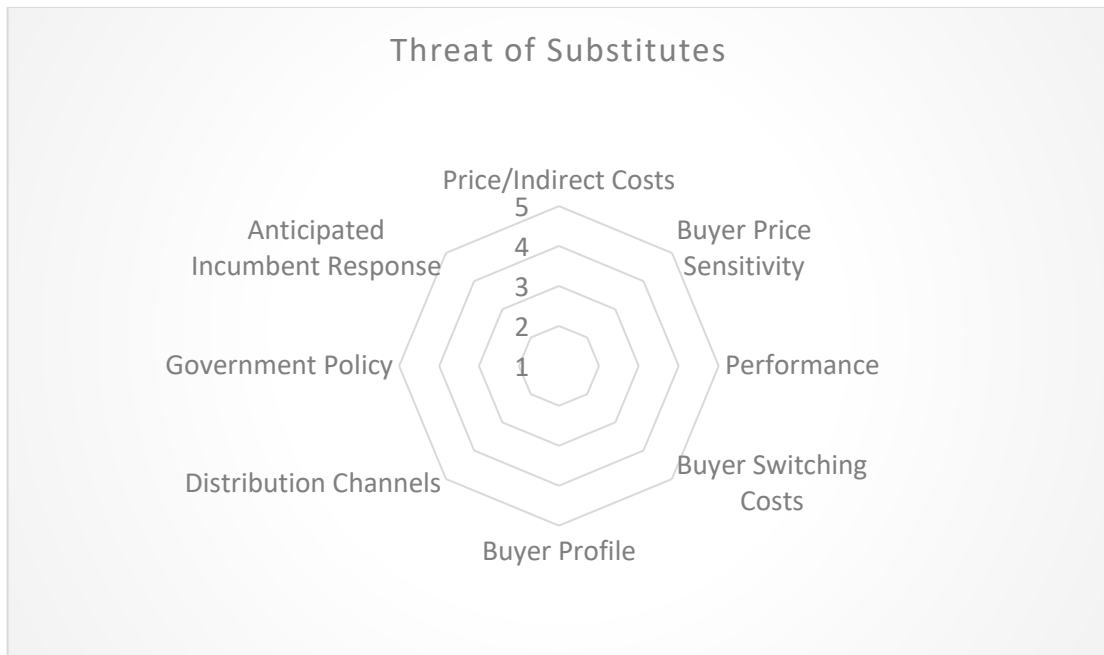 Threat of Substitutes
Price/Indirect Costs
5
4
3
2
1
Buyer Price
Sensitivity
Performance
Buyer Switching
Costs
Buyer Profile
Distribution Channels
Government Policy
Anticipated
Incumbent Response